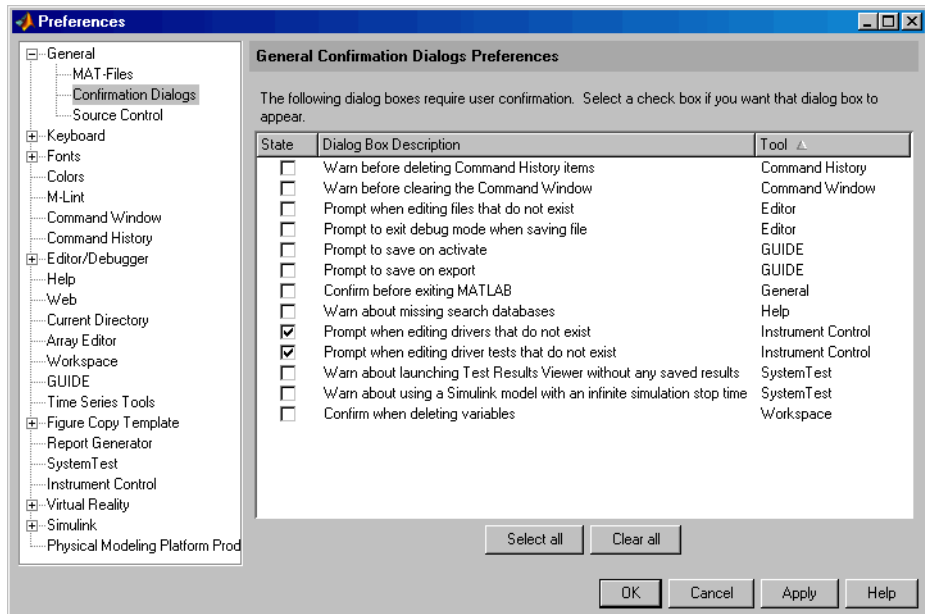 Preferences
General
MAT-Files
Confirmation Dialogs
Source Control
Keyboard
Fonts
Colors
M-Lint
Command Window
Command History
Editor/Debugger
Help
Web
Current Directory
Array Editor
Workspace
GUIDE
Time Series Tools
Figure Copy Template
Report Generator
SystemTest
Instrument Control
Virtual Reality
Simulink
Physical Modeling Platform Prod
General Confirmation Dialogs Preferences
The following dialog boxes require user confirmation. Select a check box if you want that dialog box to
appear.
State Dialog Box Description Tool
Warn before deleting Command History items Command History
Warn before clearing the Command Window Command Window
Prompt when editing files that do not exist Editor
Prompt to exit debug mode when saving file Editor
Prompt to save on activate GUIDE
Prompt to save on export GUIDE
Confirm before exiting MATLAB General
Warn about missing search databases Help
Prompt when editing drivers that do not exist Instrument Control
Prompt when editing driver tests that do not exist Instrument Control
Warn about launching Test Results Viewer without any saved results SystemTest
Warn about using a Simulink model with an infinite simulation stop time SystemTest
Confirm when deleting variables Workspace
Select all Clear all
OK Cancel Apply Help